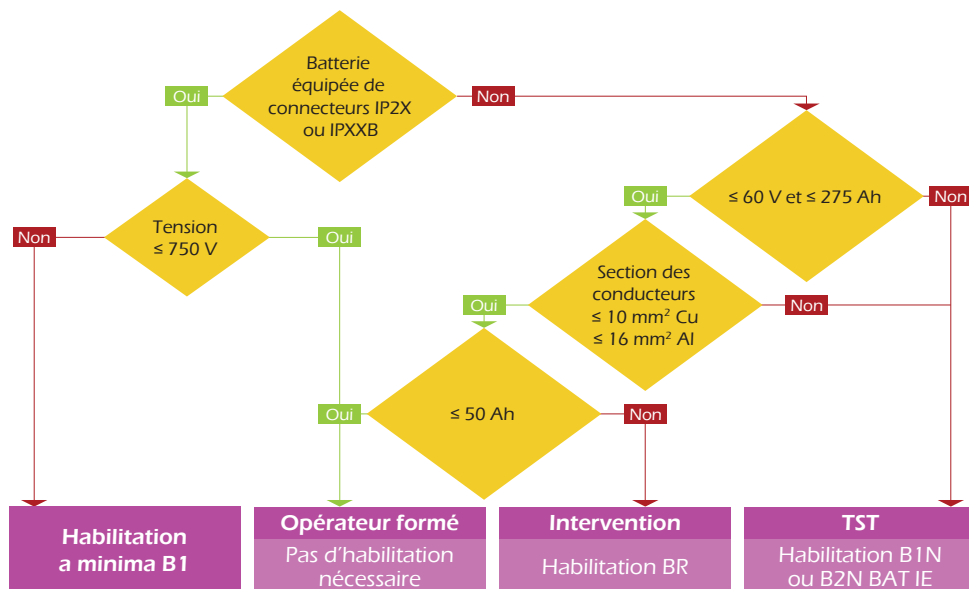 Batterie
équipée de
connecteurs IP2X
ou IPXXB
Oui
Non
Tension
≤ 750 V
Non
Oui
≤ 60 V et ≤ 275 Ah
Oui
Non
Section des
conducteurs
≤ 10 mm² Cu
≤ 16 mm² Al
Oui
Non
≤ 50 Ah
Oui
Non
Habilitation
a minima B1
Opérateur formé
Pas d'habilitation
nécessaire
Intervention
Habilitation BR
TST
Habilitation B1N
ou B2N BAT IE